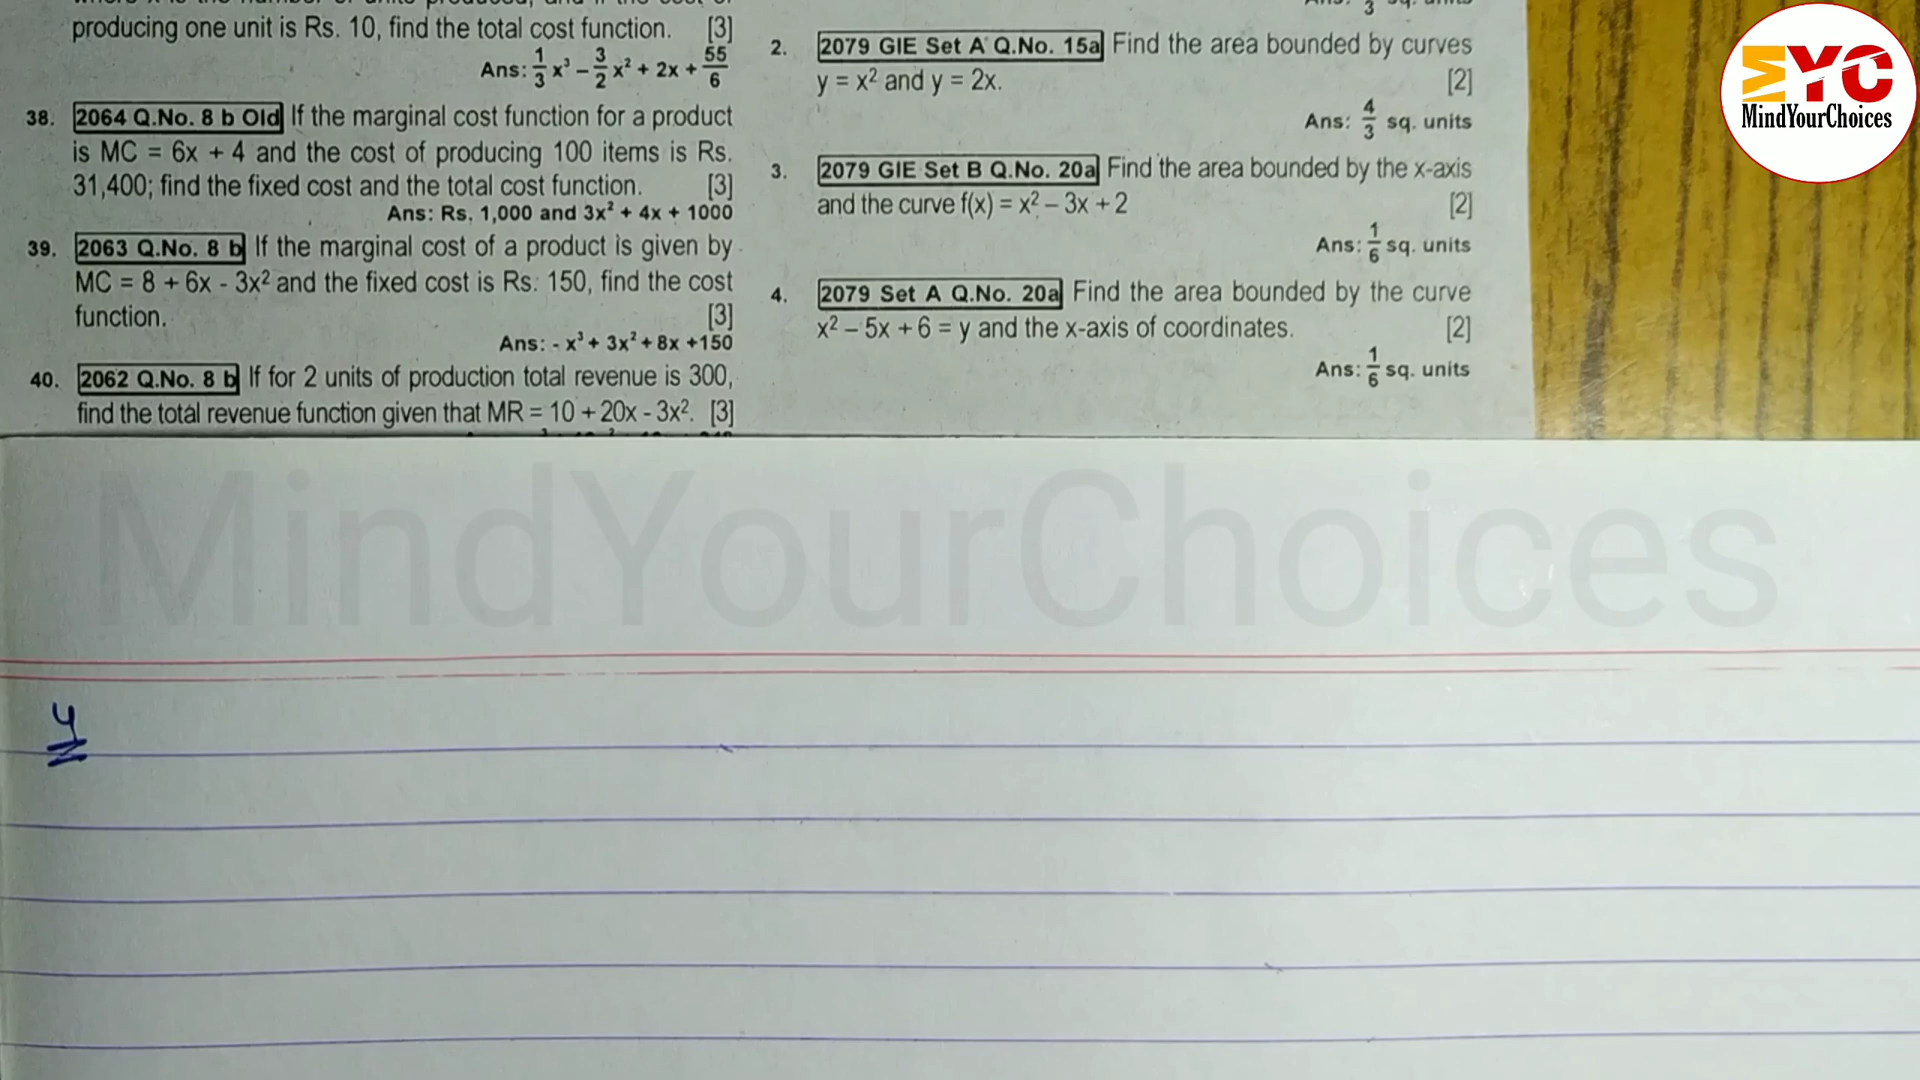 producing one unit is Rs. 10, find the total cost function. [3]
Ans: 1/3 x³ – 3/2 x² + 2x + 55/6
38. 2064 Q.No. 8 b Old If the marginal cost function for a product
is MC = 6x + 4 and the cost of producing 100 items is Rs.
31,400; find the fixed cost and the total cost function. [3]
Ans: Rs. 1,000 and 3x² + 4x + 1000
39. 2063 Q.No. 8 b If the marginal cost of a product is given by
MC = 8 + 6x - 3x² and the fixed cost is Rs. 150, find the cost
function. [3]
Ans: - x³ + 3x² + 8x +150
40. 2062 Q.No. 8 b If for 2 units of production total revenue is 300,
find the total revenue function given that MR = 10 + 20x - 3x². [3]
2. 2079 GIE Set A Q.No. 15a Find the area bounded by curves
y = x² and y = 2x. [2]
Ans: 4/3 sq. units
3. 2079 GIE Set B Q.No. 20a Find the area bounded by the x-axis
and the curve f(x) = x² – 3x + 2 [2]
Ans: 1/6 sq. units
4. 2079 Set A Q.No. 20a Find the area bounded by the curve
x² – 5x + 6 = y and the x-axis of coordinates. [2]
Ans: 1/6 sq. units
MYC
MindYourChoices
MindYourChoices
4